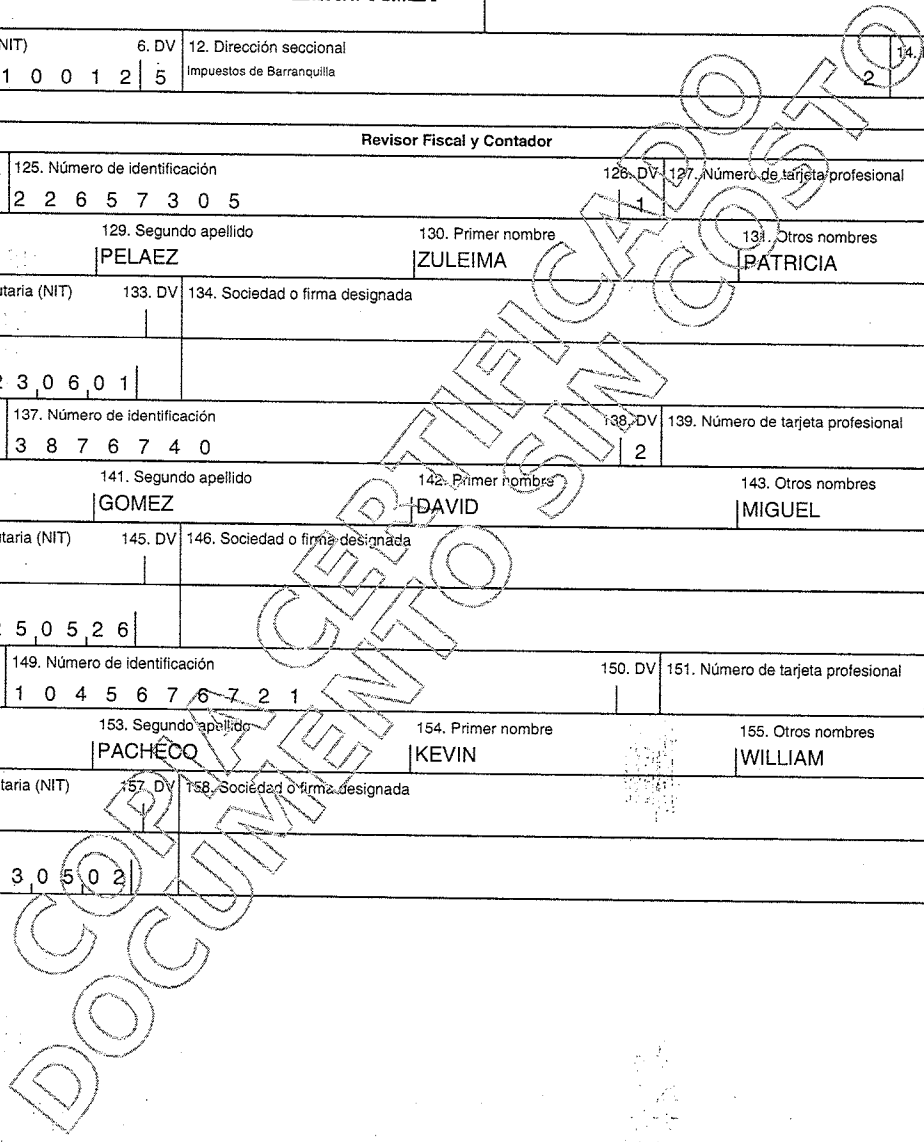 NIT) 6. DV 12. Dirección seccional 14.
1 0 0 1 2 5 Impuestos de Barranquilla 2
Revisor Fiscal y Contador
125. Número de identificación 126. DV 127. Número de tarjeta profesional
2 2 6 5 7 3 0 5 1
129. Segundo apellido 130. Primer nombre 131. Otros nombres
PELAEZ ZULEIMA PATRICIA
utaria (NIT) 133. DV 134. Sociedad o firma designada
2 3 0 6 0 1
137. Número de identificación 138. DV 139. Número de tarjeta profesional
3 8 7 6 7 4 0 2
141. Segundo apellido 142. Primer nombre 143. Otros nombres
GOMEZ DAVID MIGUEL
utaria (NIT) 145. DV 146. Sociedad o firma designada
2 5 0 5 2 6
149. Número de identificación 150. DV 151. Número de tarjeta profesional
1 0 4 5 6 7 6 7 2 1
153. Segundo apellido 154. Primer nombre 155. Otros nombres
PACHECO KEVIN WILLIAM
taria (NIT) 157. DV 158. Sociedad o firma designada
3 0 5 0 2
COPIA CERTIFICADO
DOCUMENTO SIN COSTO